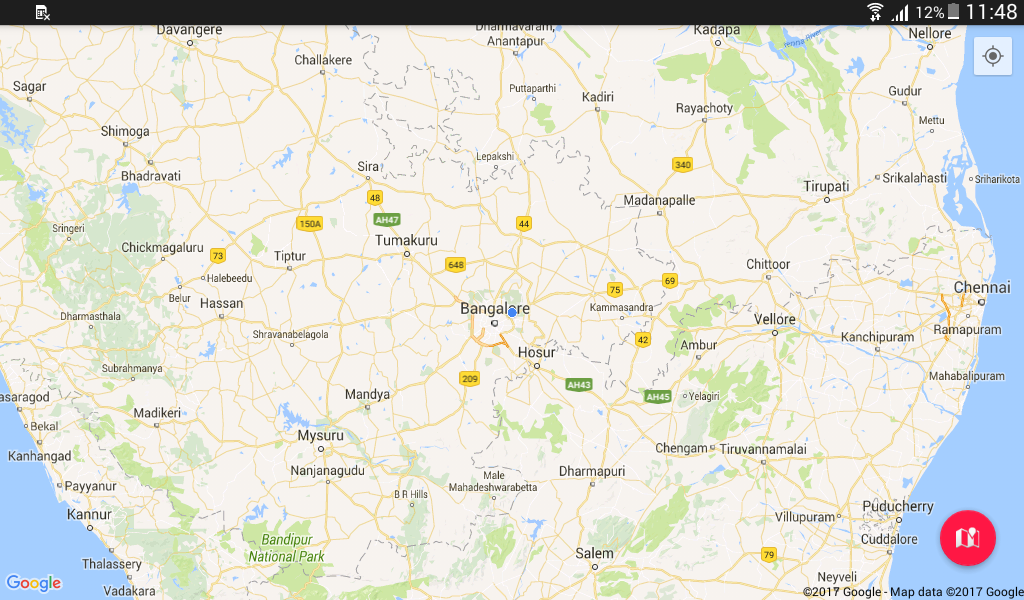 12% 11:48
Davangere
Dharmavaram,
Anantapur
Kadapa
Nellore
Challakere
Penna River
Sagar
Puttaparthi
Kadiri
Gudur
Rayachoty
Mettu
Shimoga
Lepakshi
Sira
340
Bhadravati
Srikalahasti
Sriharikota
Tirupati
48
Madanapalle
AH47
150A
44
Sringeri
Tumakuru
Chickmagaluru
73
Tiptur
648
Chittoor
Halebeedu
69
75
Chennai
Belur
Hassan
Bangalore
Kammasandra
Dharmasthala
Vellore
Ramapuram
Shravanabelagola
42
Ambur
Kanchipuram
Hosur
Subrahmanya
209
AH43
Mahabalipuram
Mandya
AH45
Yelagiri
asaragod
Madikeri
Bekal
Mysuru
Chengam
Tiruvannamalai
Kanhangad
Nanjanagudu
Dharmapuri
Male
Mahadeshwarabetta
Payyanur
B R Hills
Puducherry
Kannur
Villupuram
Bandipur
National Park
Cuddalore
Salem
79
Thalassery
Neyveli
Google
Vadakara
©2017 Google - Map data ©2017 Google